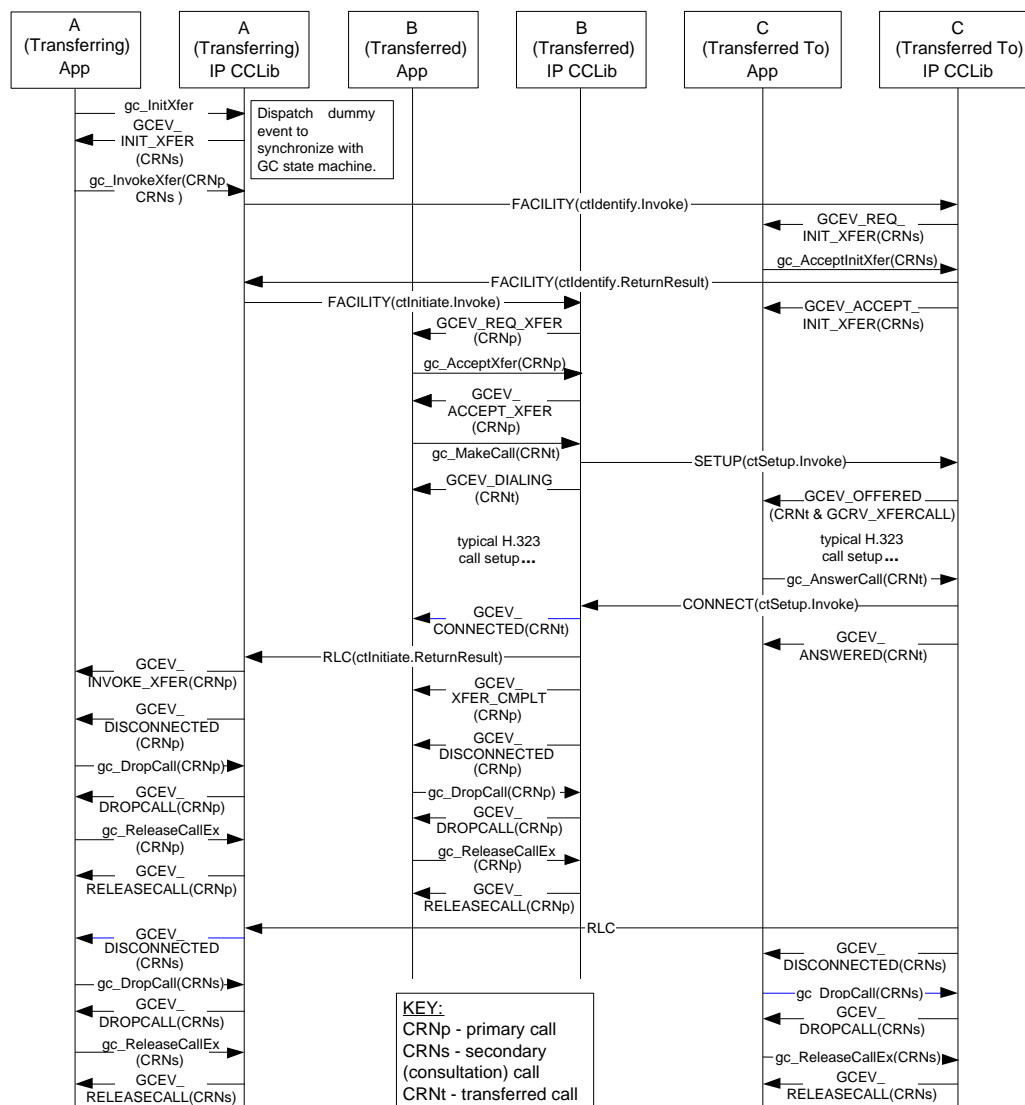 A
(Transferring)
App
A
(Transferring)
IP CCLib
B
(Transferred)
App
B
(Transferred)
IP CCLib
C
(Transferred To)
App
C
(Transferred To)
IP CCLib
gc_InitXfer
Dispatch dummy
event to
synchronize with
GC state machine.
GCEV_
INIT_XFER
(CRNs)
gc_InvokeXfer(CRNp,
CRNs )
FACILITY(ctIdentify.Invoke)
GCEV_REQ_
INIT_XFER(CRNs)
gc_AcceptInitXfer(CRNs)
FACILITY(ctIdentify.ReturnResult)
FACILITY(ctInitiate.Invoke)
GCEV_ACCEPT_
INIT_XFER(CRNs)
GCEV_REQ_XFER
(CRNp)
gc_AcceptXfer(CRNp)
GCEV_
ACCEPT_XFER
(CRNp)
gc_MakeCall(CRNt)
SETUP(ctSetup.Invoke)
GCEV_DIALING
(CRNt)
GCEV_OFFERED
(CRNt & GCRV_XFERCALL)
typical H.323
call setup...
typical H.323
call setup...
gc_AnswerCall(CRNt)
CONNECT(ctSetup.Invoke)
GCEV_
CONNECTED(CRNt)
GCEV_
ANSWERED(CRNt)
RLC(ctInitiate.ReturnResult)
GCEV_
INVOKE_XFER(CRNp)
GCEV_
XFER_CMPLT
(CRNp)
GCEV_
DISCONNECTED
(CRNp)
GCEV_
DISCONNECTED
(CRNp)
gc_DropCall(CRNp)
gc_DropCall(CRNp)
GCEV_
DROPCALL(CRNp)
GCEV_
DROPCALL(CRNp)
gc_ReleaseCallEx
(CRNp)
gc_ReleaseCallEx
(CRNp)
GCEV_
RELEASECALL(CRNp)
GCEV_
RELEASECALL(CRNp)
RLC
GCEV_
DISCONNECTED
(CRNs)
GCEV_
DISCONNECTED(CRNs)
gc_DropCall(CRNs)
gc_DropCall(CRNs)
GCEV_
DROPCALL(CRNs)
GCEV_
DROPCALL(CRNs)
gc_ReleaseCallEx
(CRNs)
gc_ReleaseCallEx(CRNs)
GCEV_
RELEASECALL(CRNs)
GCEV_
RELEASECALL(CRNs)
KEY:
CRNp - primary call
CRNs - secondary
(consultation) call
CRNt - transferred call